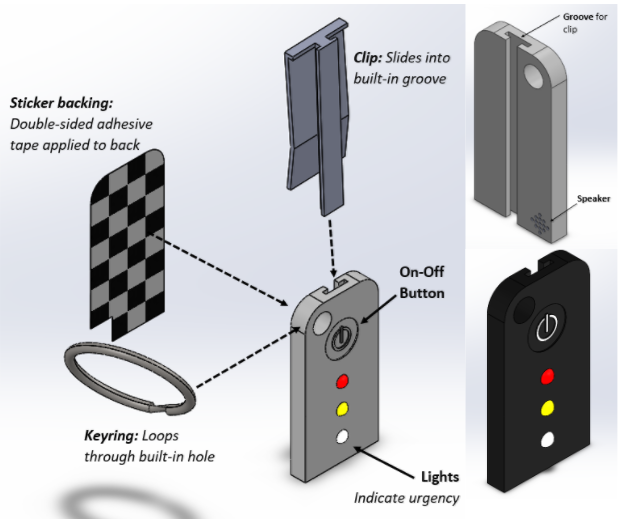 Groove for
clip
Clip: Slides into
built-in groove
Sticker backing:
Double-sided adhesive
tape applied to back
Speaker
On-Off
Button
Keyring: Loops
through built-in hole
Lights
Indicate urgency